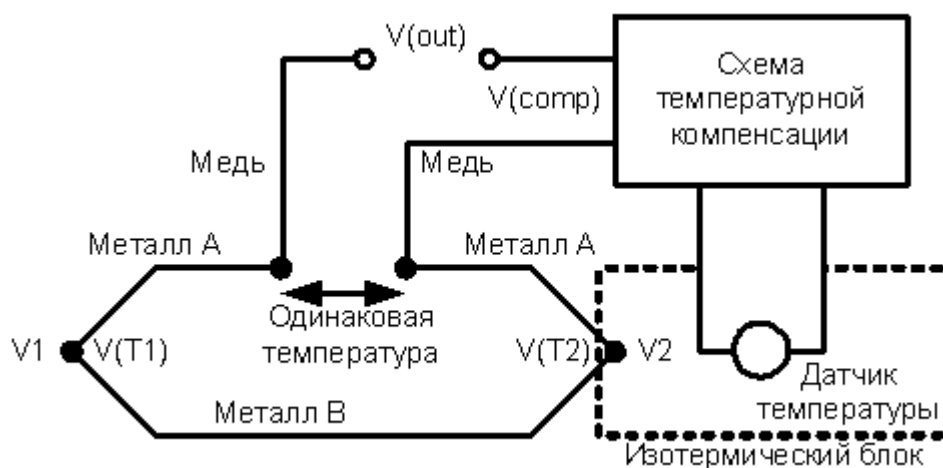 V(out)
V(comp)
Схема
температурной
компенсации
Медь
Медь
Металл А
Металл А
Одинаковая
температура
V1
V(T1)
V(T2)
V2
Металл В
Датчик
температуры
Изотермический блок